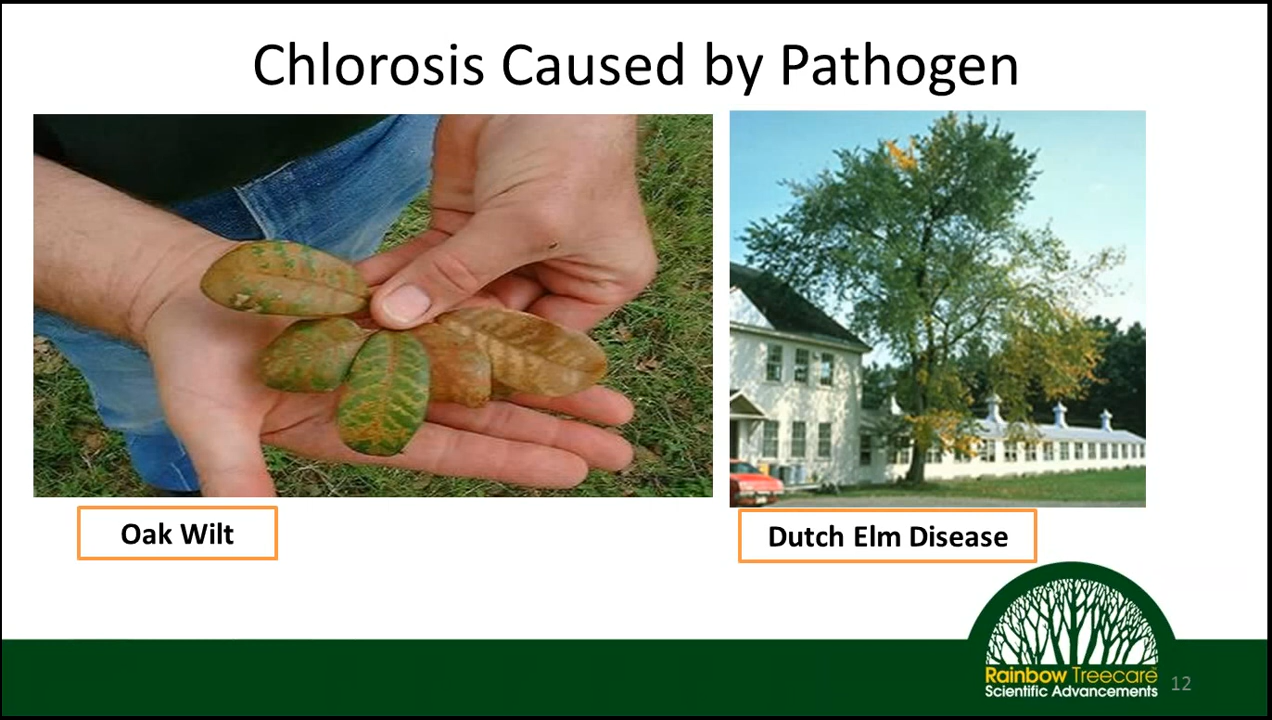 Chlorosis Caused by Pathogen
Oak Wilt
Dutch Elm Disease
Rainbow Treecare
Scientific Advancements
12